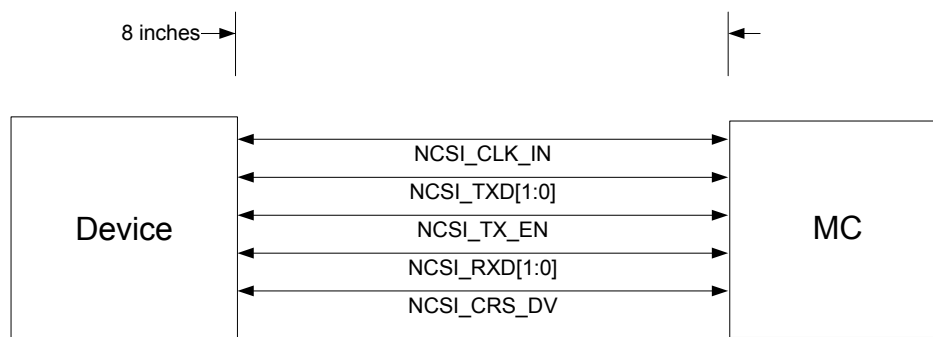 8 inches
NCSI_CLK_IN
NCSI_TXD[1:0]
NCSI_TX_EN
NCSI_RXD[1:0]
NCSI_CRS_DV
Device
MC